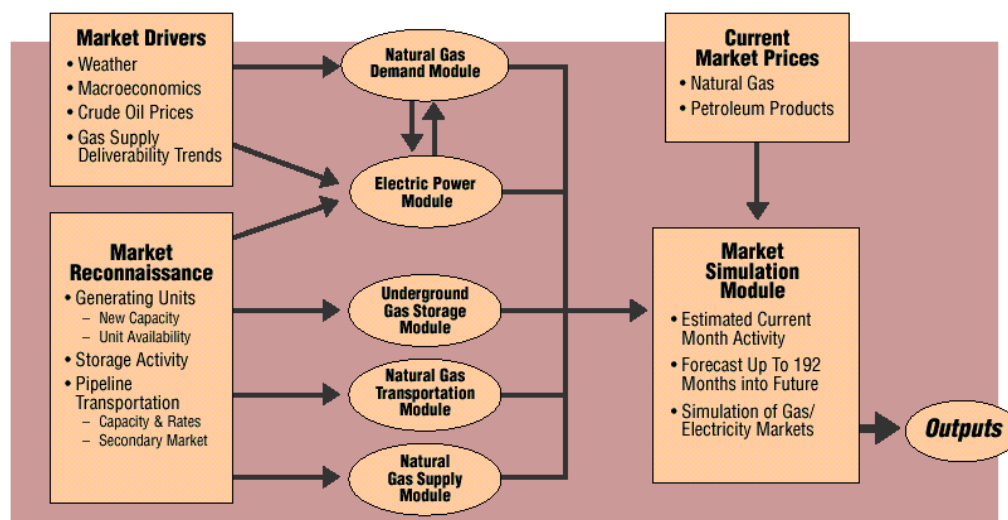 Market Drivers
• Weather
• Macroeconomics
• Crude Oil Prices
• Gas Supply
Deliverability Trends
Natural Gas
Demand Module
Current
Market Prices
• Natural Gas
• Petroleum Products
Electric Power
Module
Market
Reconnaissance
• Generating Units
– New Capacity
– Unit Availability
• Storage Activity
• Pipeline
Transportation
– Capacity & Rates
– Secondary Market
Underground
Gas Storage
Module
Natural Gas
Transportation
Module
Natural
Gas Supply
Module
Market
Simulation
Module
• Estimated Current
Month Activity
• Forecast Up To 192
Months into Future
• Simulation of Gas/
Electricity Markets
Outputs